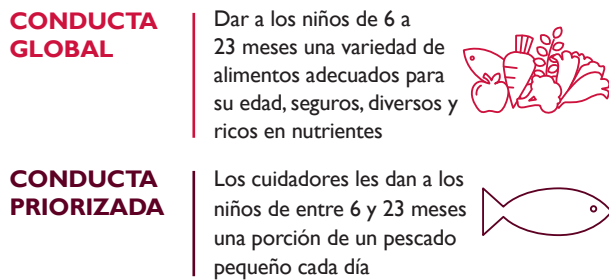 CONDUCTA
GLOBAL
Dar a los niños de 6 a
23 meses una variedad de
alimentos adecuados para
su edad, seguros, diversos y
ricos en nutrientes
CONDUCTA
PRIORIZADA
Los cuidadores les dan a los
niños de entre 6 y 23 meses
una porción de un pescado
pequeño cada día